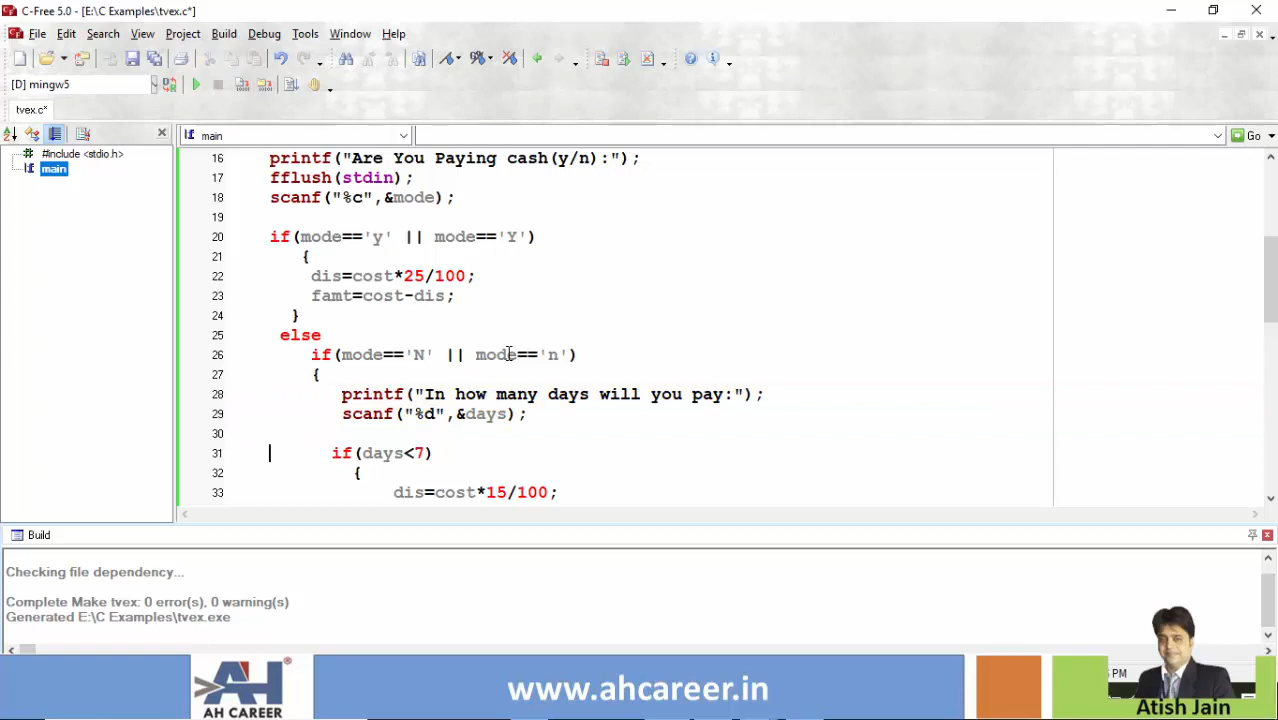 C-Free 5.0 - [E:\C Examples\tvex.c*]
File Edit Search View Project Build Debug Tools Window Help
[D] mingw5
tvex.c*
main
Go
#include <stdio.h>
main
16 printf("Are You Paying cash(y/n):");
17 fflush(stdin);
18 scanf("%c",&mode);
19
20 if(mode=='y' || mode=='Y')
21 {
22 dis=cost*25/100;
23 famt=cost-dis;
24 }
25 else
26 if(mode=='N' || mode=='n')
27 {
28 printf("In how many days will you pay:");
29 scanf("%d",&days);
30
31 if(days<7)
32 {
33 dis=cost*15/100;
Build
Checking file dependency...
Complete Make tvex: 0 error(s), 0 warning(s)
Generated E:\C Examples\tvex.exe
AH
®
AH CAREER
www.ahcareer.in
PM
Atish Jain